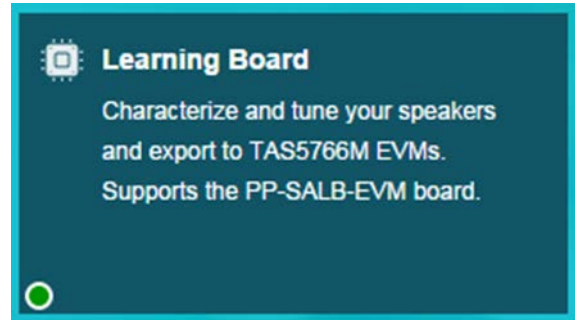 Learning Board
Characterize and tune your speakers
and export to TAS5766M EVMs.
Supports the PP-SALB-EVM board.